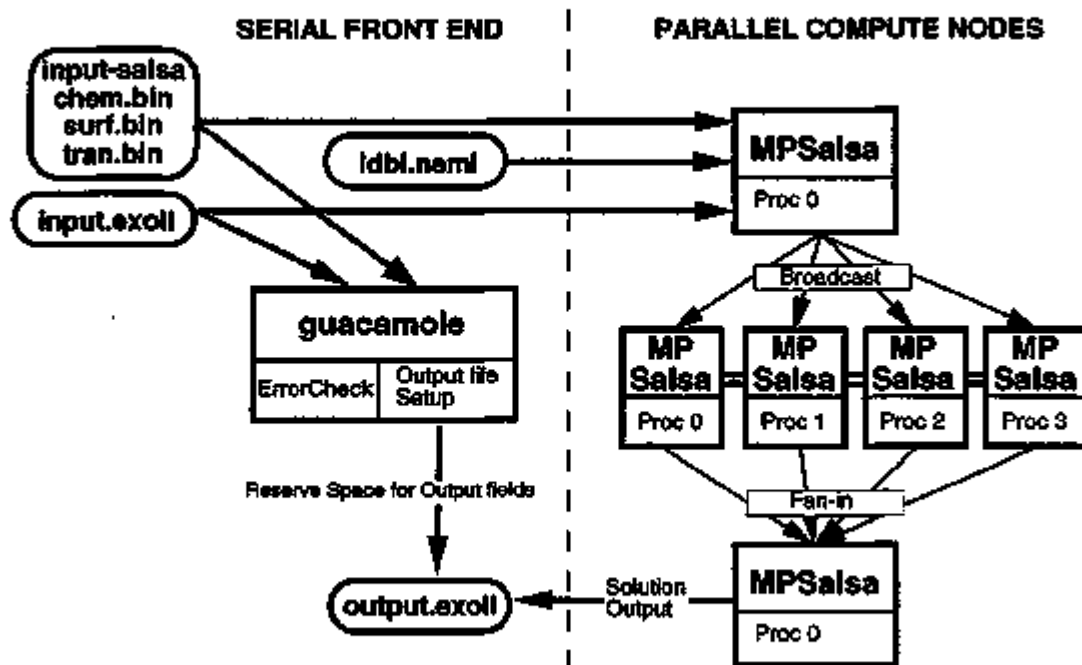 SERIAL FRONT END
PARALLEL COMPUTE NODES
input-salsa
chem.bin
surf.bin
tran.bin
input.exoII
MPSalsa
Proc 0
Broadcast
guacamole
ErrorCheck
Output file
Setup
MP
Salsa
Proc 0
MP
Salsa
Proc 1
MP
Salsa
Proc 2
MP
Salsa
Proc 3
Reserve Space for Output fields
Fan-in
output.exoII
Solution
Output
MPSalsa
Proc 0